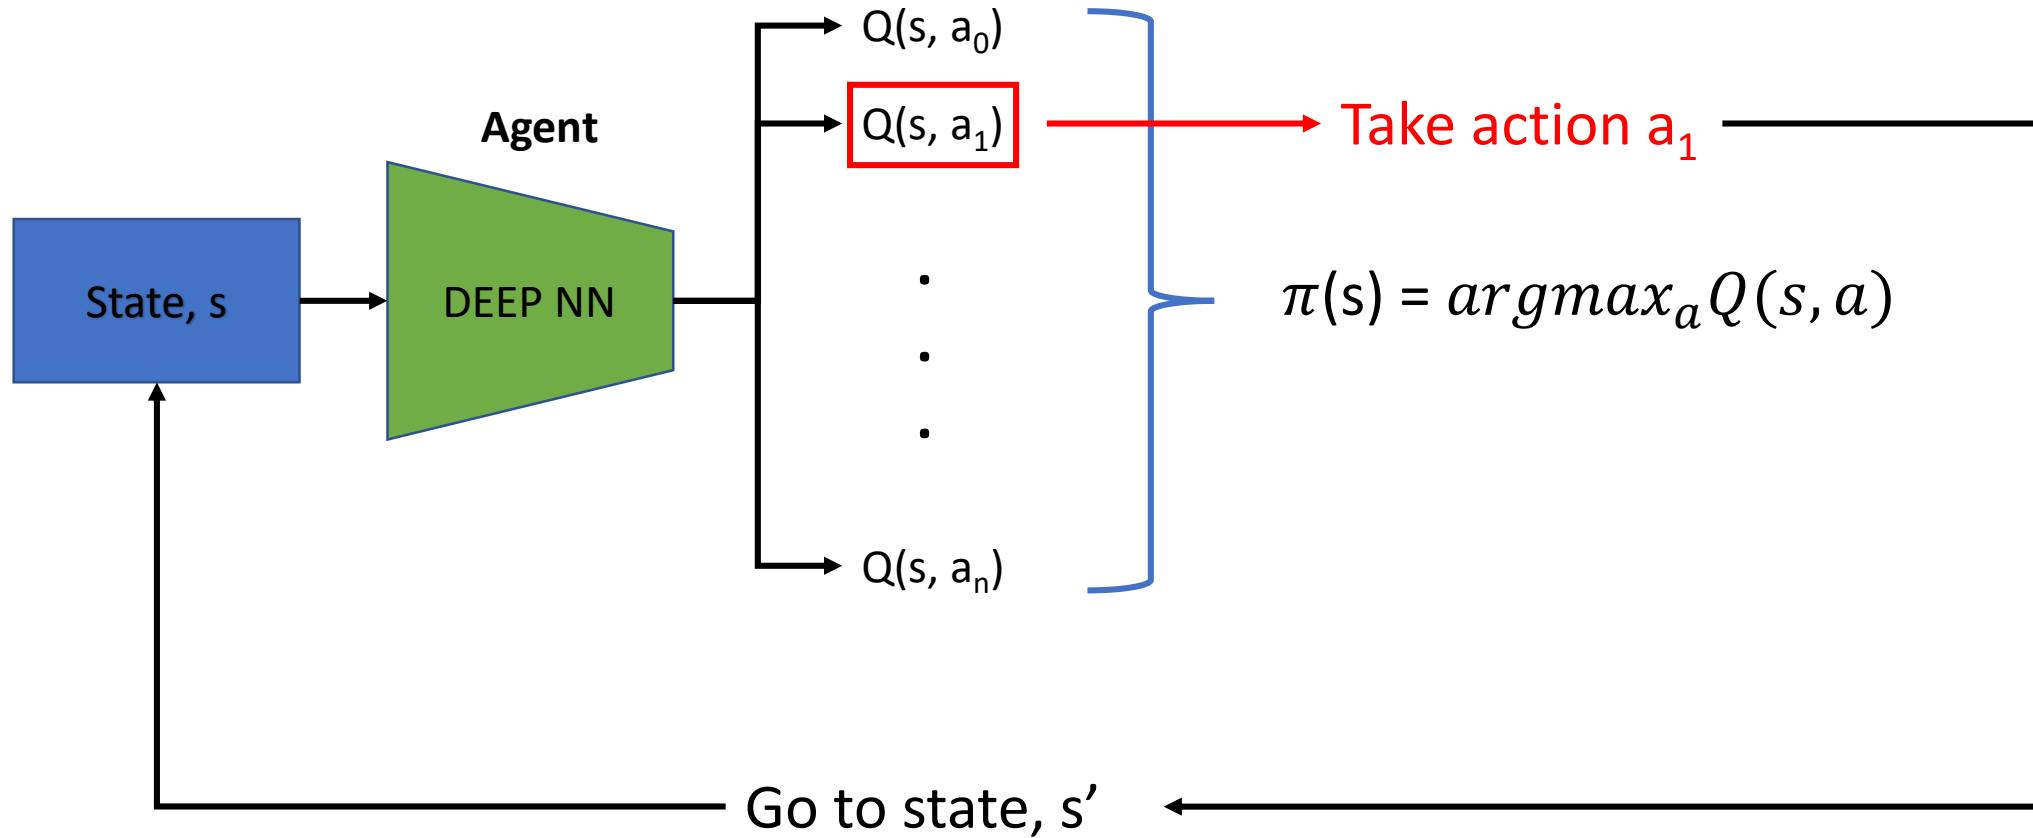 Agent
State, s
DEEP NN
Q(s, a₀)
Q(s, a₁)
.
.
.
Q(s, aₙ)
Take action a₁
π(s) = argmaxₐQ(s, a)
Go to state, s’